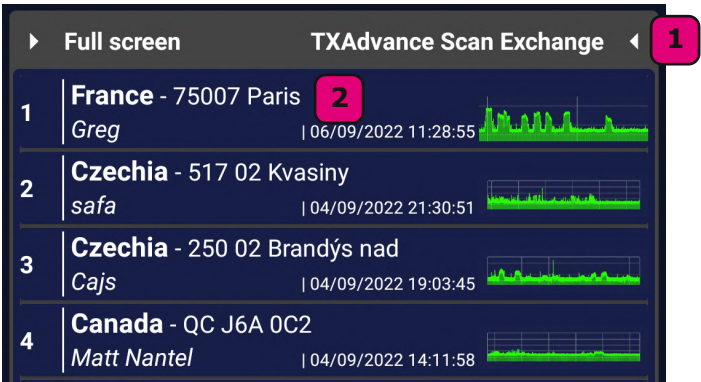 Full screen TXAdvance Scan Exchange 1
1 France - 75007 Paris 2
Greg | 06/09/2022 11:28:55
2 Czechia - 517 02 Kvasiny
safa | 04/09/2022 21:30:51
3 Czechia - 250 02 Brandýs nad
Cajs | 04/09/2022 19:03:45
4 Canada - QC J6A 0C2
Matt Nantel | 04/09/2022 14:11:58